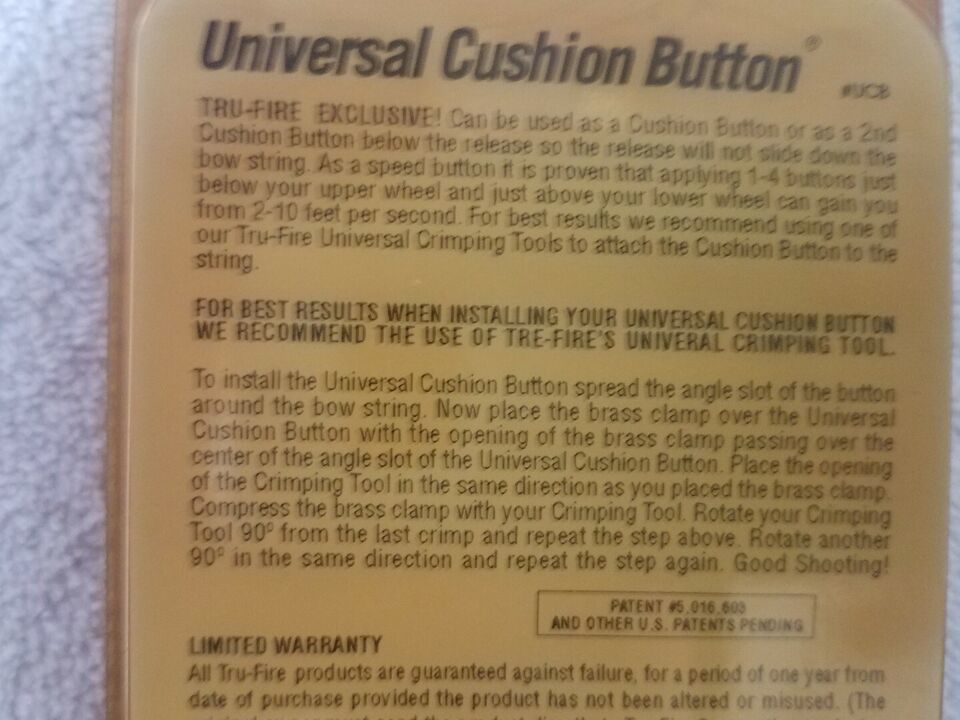 Universal Cushion Button®
#UCB
TRU-FIRE EXCLUSIVE! Can be used as a Cushion Button or as a 2nd
Cushion Button below the release so the release will not slide down the
bow string. As a speed button it is proven that applying 1-4 buttons just
below your upper wheel and just above your lower wheel can gain you
from 2-10 feet per second. For best results we recommend using one of
our Tru-Fire Universal Crimping Tools to attach the Cushion Button to the
string.
FOR BEST RESULTS WHEN INSTALLING YOUR UNIVERSAL CUSHION BUTTON
WE RECOMMEND THE USE OF TRE-FIRE'S UNIVERAL CRIMPING TOOL.
To install the Universal Cushion Button spread the angle slot of the button
around the bow string. Now place the brass clamp over the Universal
Cushion Button with the opening of the brass clamp passing over the
center of the angle slot of the Universal Cushion Button. Place the opening
of the Crimping Tool in the same direction as you placed the brass clamp.
Compress the brass clamp with your Crimping Tool. Rotate your Crimping
Tool 90º from the last crimp and repeat the step above. Rotate another
90º in the same direction and repeat the step again. Good Shooting!
PATENT #5,016,603
AND OTHER U.S. PATENTS PENDING
LIMITED WARRANTY
All Tru-Fire products are guaranteed against failure, for a period of one year from
date of purchase provided the product has not been altered or misused. (The